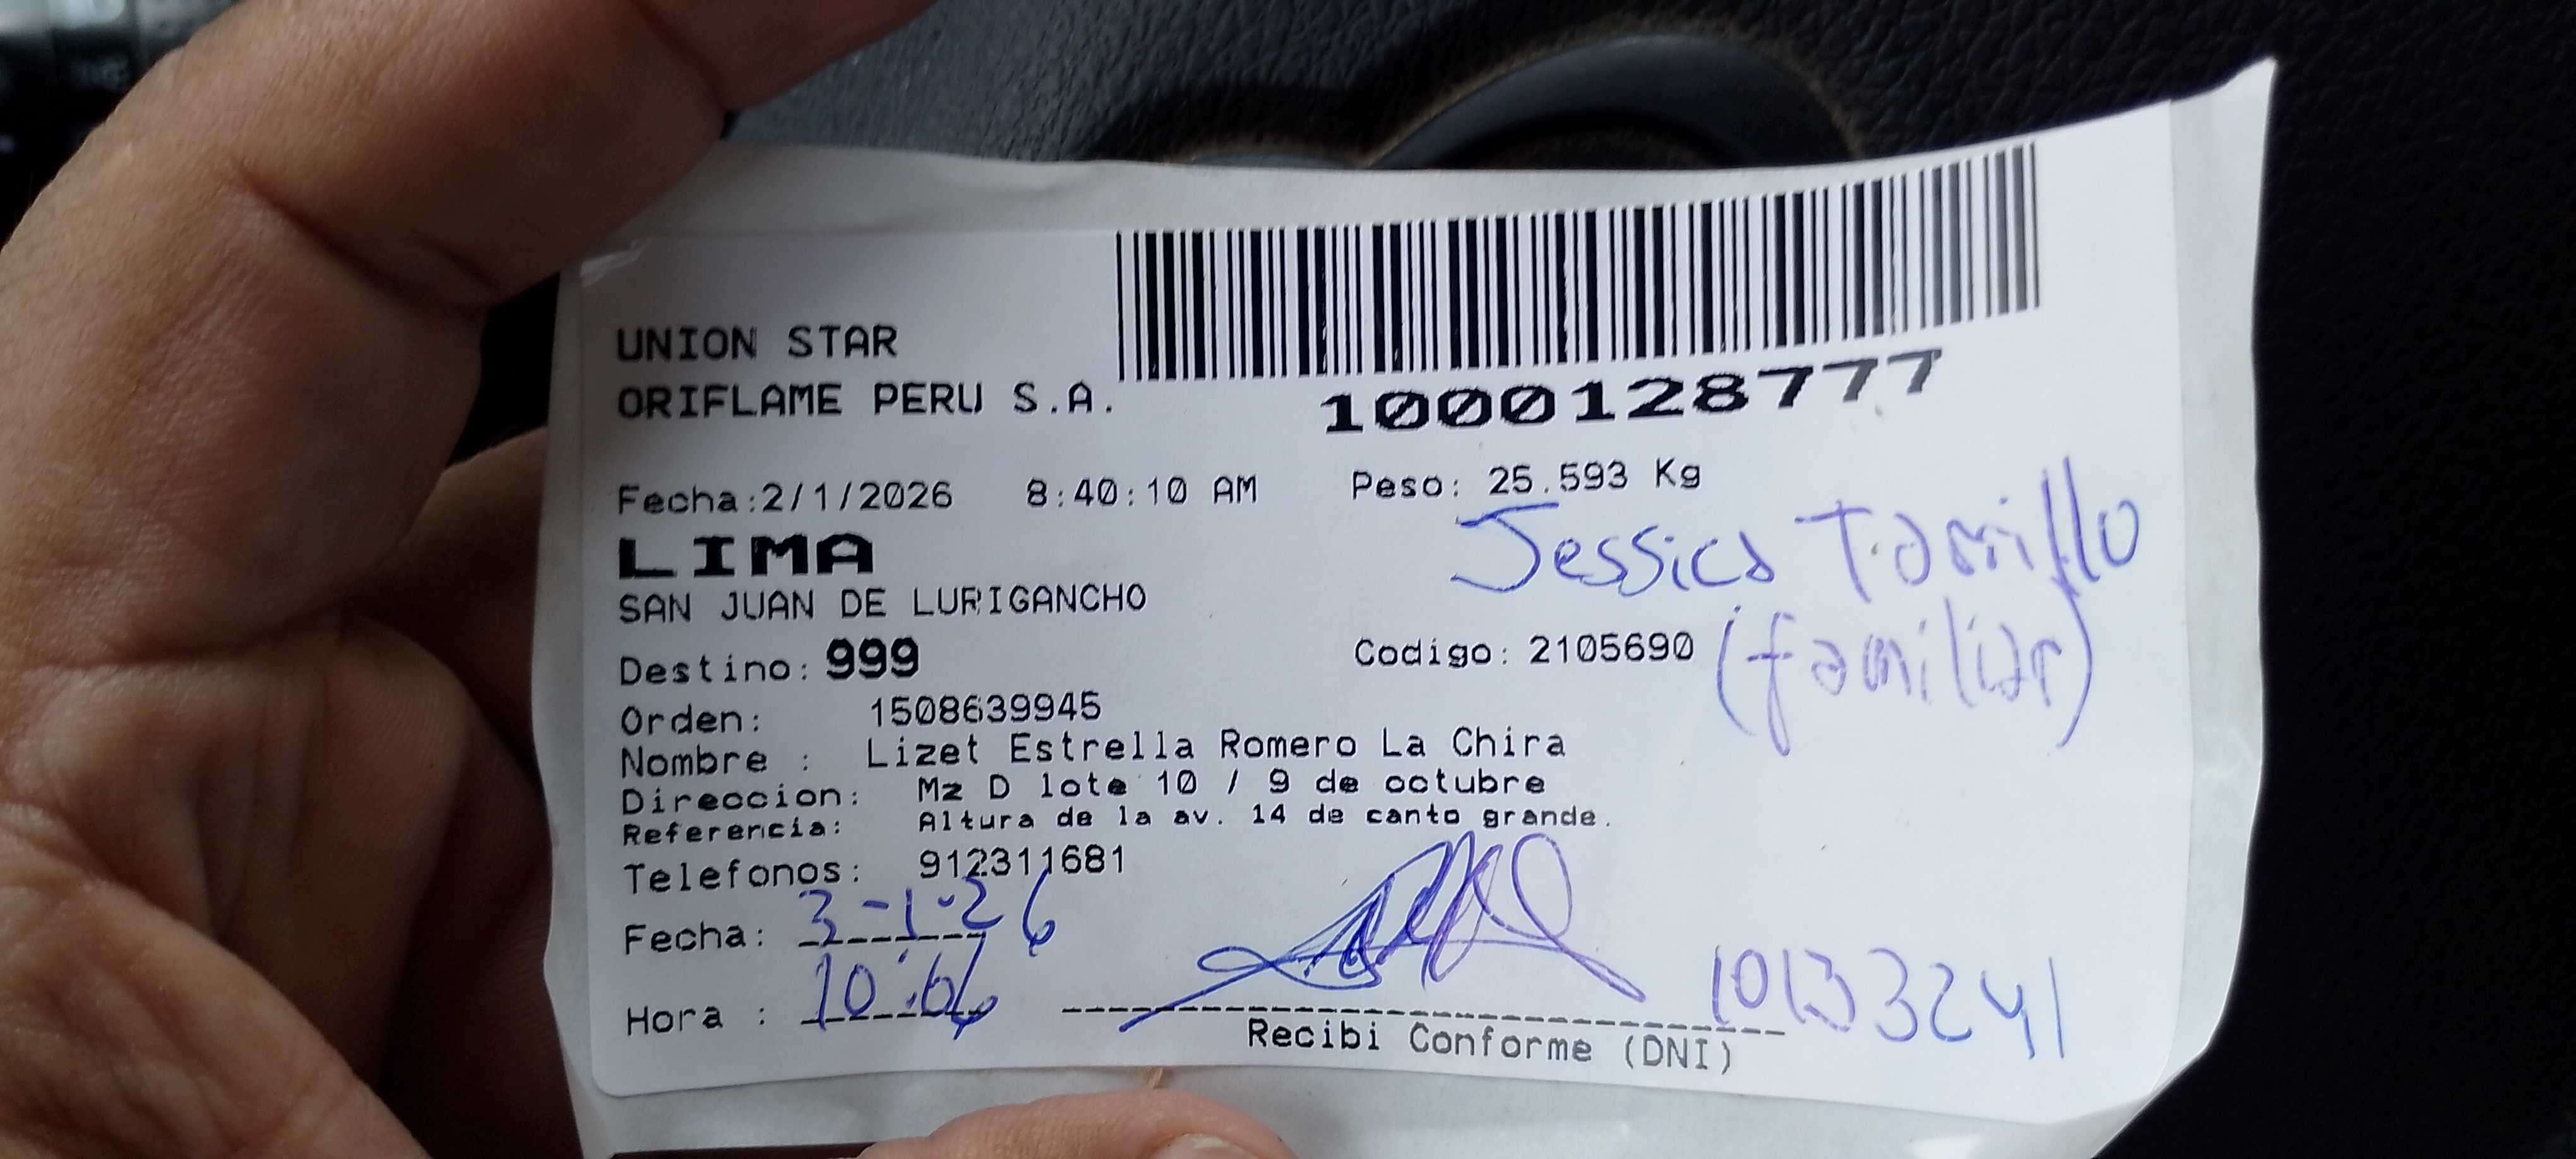 UNION STAR
ORIFLAME PERU S.A.
1000128777
Fecha:2/1/2026 8:40:10 AM Peso: 25.593 Kg
LIMA
Jessica
SAN JUAN DE LURIGANCHO
(familiar)
Destino: 999 Codigo: 2105690
Orden: 1508639945
Nombre : Lizet Estrella Romero La Chira
Direccion: Mz D lote 10 / 9 de octubre
Referencia: Altura de la av. 14 de canto grande.
Telefonos: 912311681
Fecha: 3-1-26
Hora : 10133241
Recibi Conforme (DNI)